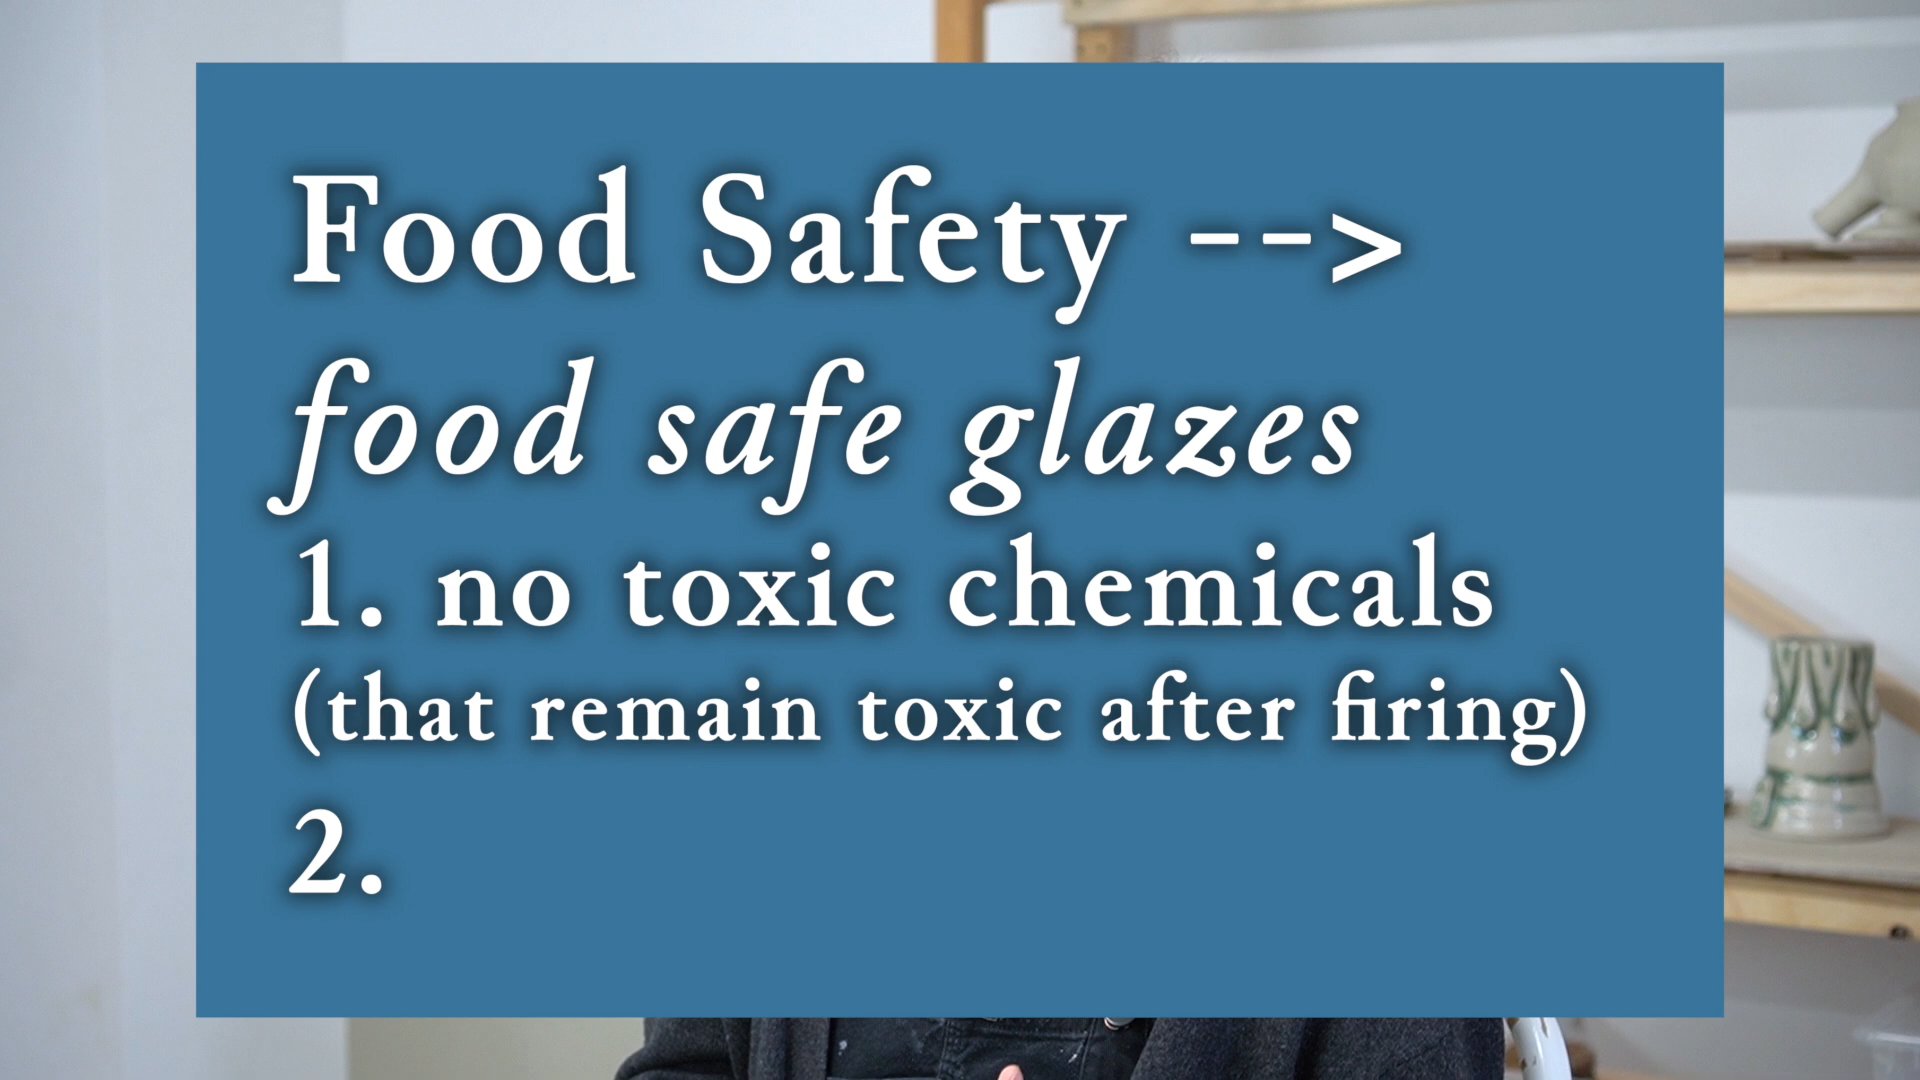 Food Safety -->
food safe glazes
1. no toxic chemicals
(that remain toxic after firing)
2.